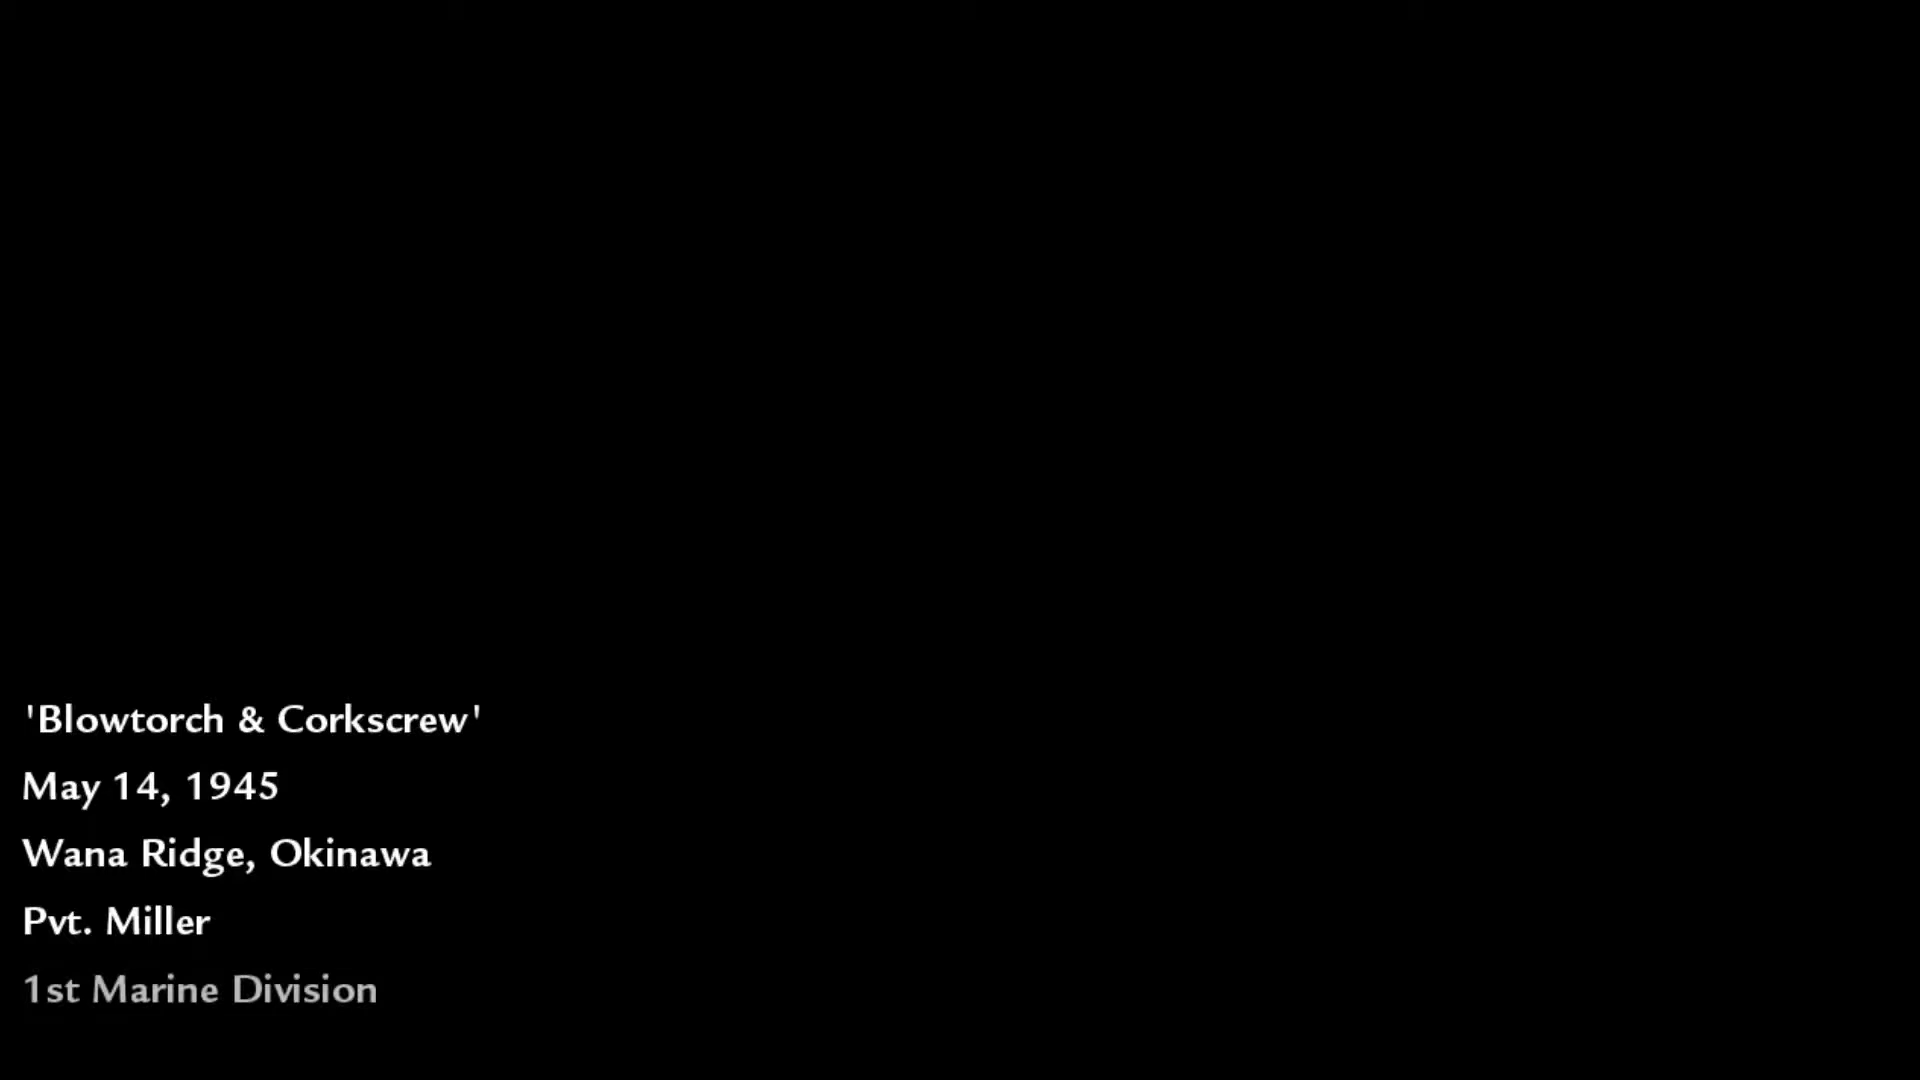 'Blowtorch & Corkscrew'
May 14, 1945
Wana Ridge, Okinawa
Pvt. Miller
1st Marine Division